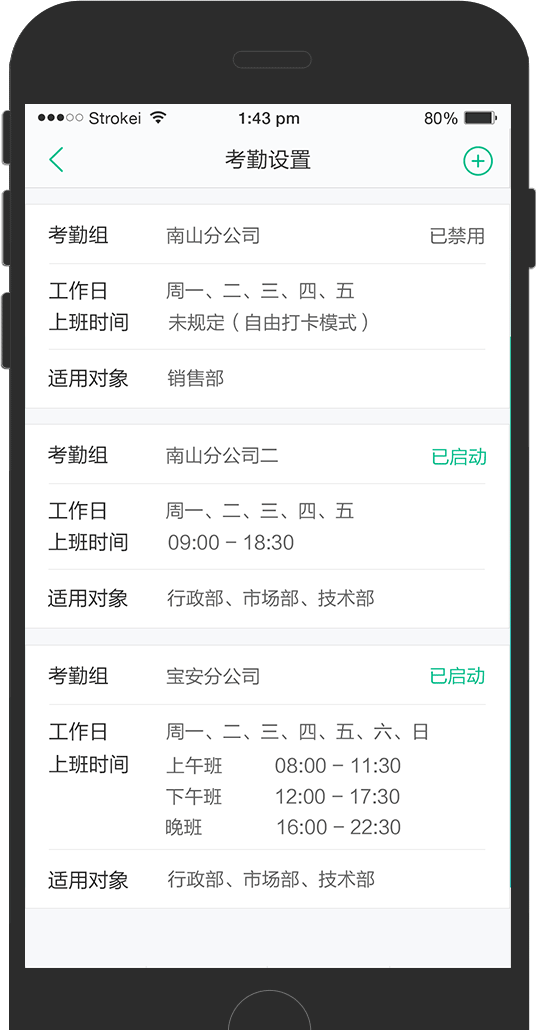 Strokei 1:43 pm 80%
考勤设置
考勤组 南山分公司 已禁用
工作日 周一、二、三、四、五
上班时间 未规定（自由打卡模式）
适用对象 销售部
考勤组 南山分公司二 已启动
工作日 周一、二、三、四、五
上班时间 09:00 – 18:30
适用对象 行政部、市场部、技术部
考勤组 宝安分公司 已启动
工作日 周一、二、三、四、五、六、日
上班时间 上午班 08:00 – 11:30
下午班 12:00 – 17:30
晚班 16:00 – 22:30
适用对象 行政部、市场部、技术部